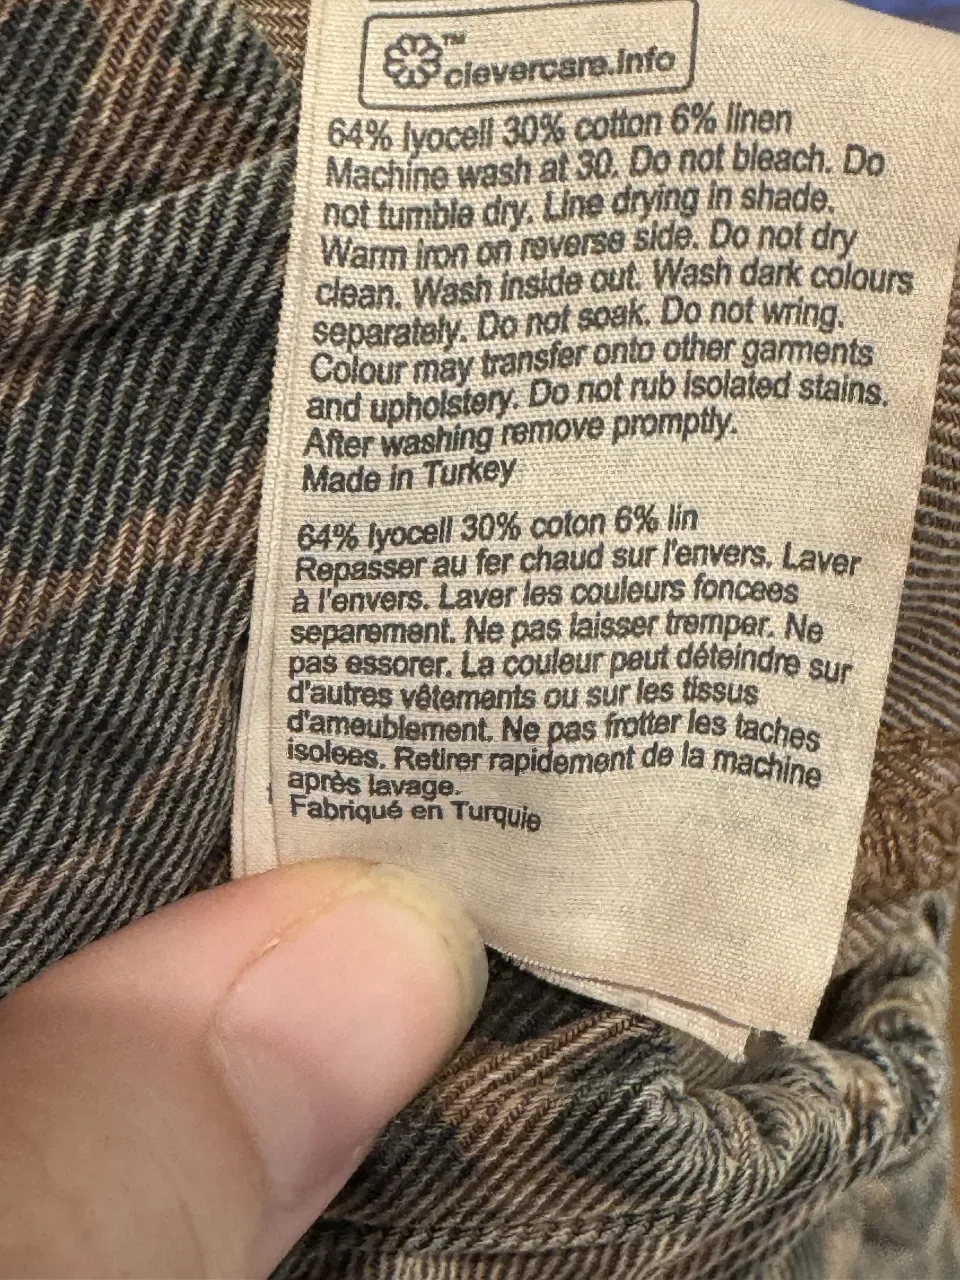 ™
clevercare.info
64% lyocell 30% cotton 6% linen
Machine wash at 30. Do not bleach. Do
not tumble dry. Line drying in shade.
Warm iron on reverse side. Do not dry
clean. Wash inside out. Wash dark colours
separately. Do not soak. Do not wring.
Colour may transfer onto other garments
and upholstery. Do not rub isolated stains.
After washing remove promptly.
Made in Turkey
64% lyocell 30% coton 6% lin
Repasser au fer chaud sur l'envers. Laver
à l'envers. Laver les couleurs foncees
separement. Ne pas laisser tremper. Ne
pas essorer. La couleur peut déteindre sur
d'autres vêtements ou sur les tissus
d'ameublement. Ne pas frotter les taches
isolees. Retirer rapidement de la machine
après lavage.
Fabriqué en Turquie